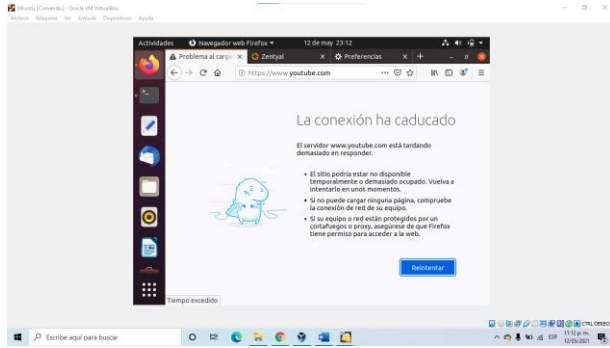 Ubuntu [Corriendo] - Oracle VM VirtualBox
Archivo Máquina Ver Entrada Dispositivos Ayuda
Actividades Navegador web Firefox 12 de may 23:12
Problema al carg Zentyal Preferencias
https://www.youtube.com
La conexión ha caducado
El servidor www.youtube.com está tardando
demasiado en responder.
El sitio podría estar no disponible
temporalmente o demasiado ocupado. Vuelva a
intentarlo en unos momentos.
Si no puede cargar ninguna página, compruebe
la conexión de red de su equipo.
Si su equipo o red están protegidos por un
cortafuegos o proxy, asegúrese de que Firefox
tiene permiso para acceder a la web.
Reintentar
Tiempo excedido
CTRL DERECHO
Escribe aquí para buscar
ESP
11:12 p. m.
12/05/2021